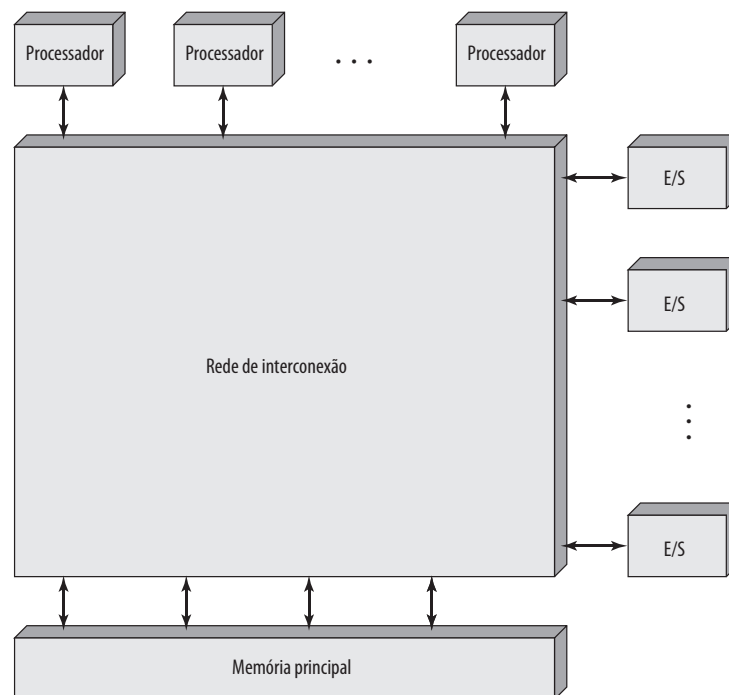 Processador
Processador
. . .
Processador
E/S
E/S
Rede de interconexão
E/S
Memória principal